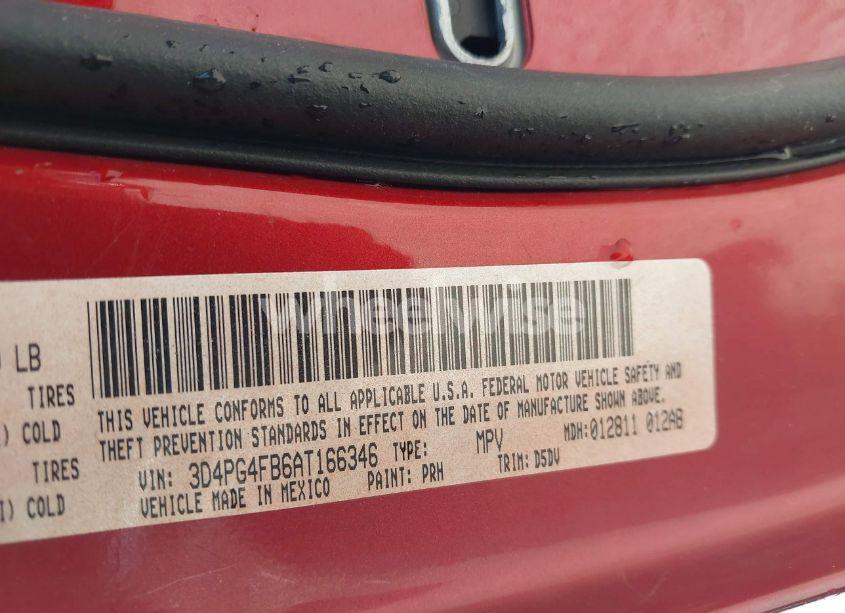 wheelwise
LB
TIRES
COLD
COLD
THIS VEHICLE CONFORMS TO ALL APPLICABLE U.S.A. FEDERAL MOTOR VEHICLE SAFETY AND
THEFT PREVENTION STANDARDS IN EFFECT ON THE DATE OF MANUFACTURE SHOWN ABOVE.
VIN: 3D4PG4FB6AT166346 TYPE: MPV MDH:012811 012AB
VEHICLE MADE IN MEXICO PAINT: PRH TRIM: D5DV
TIRES